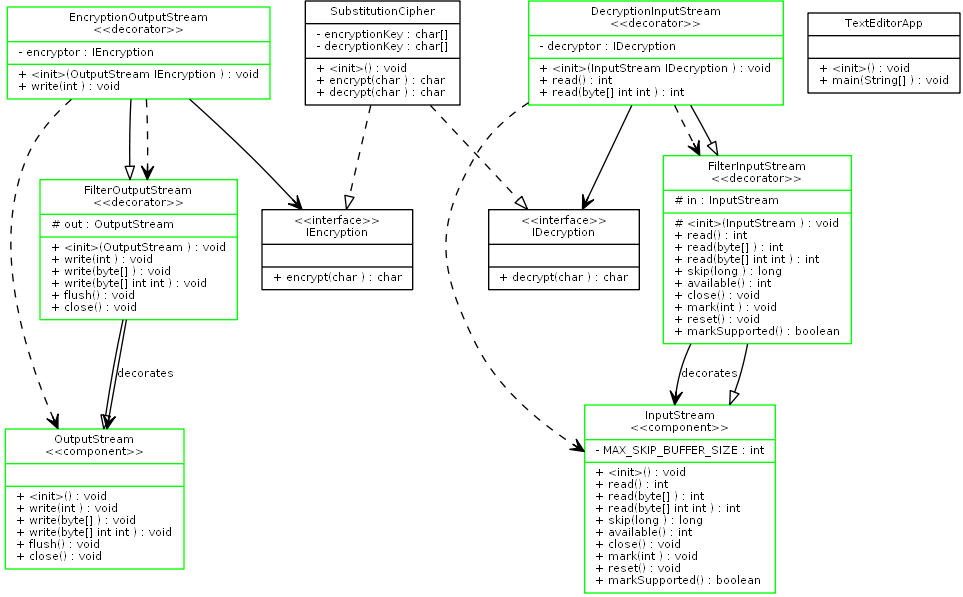 EncryptionOutputStream
<<decorator>>
- encryptor : IEncryption
+ <init>(OutputStream IEncryption ) : void
+ write(int ) : void
SubstitutionCipher
- encryptionKey : char[]
- decryptionKey : char[]
+ <init>() : void
+ encrypt(char ) : char
+ decrypt(char ) : char
DecryptionInputStream
<<decorator>>
- decryptor : IDecryption
+ <init>(InputStream IDecryption ) : void
+ read() : int
+ read(byte[] int int ) : int
TextEditorApp
+ <init>() : void
+ main(String[] ) : void
FilterOutputStream
<<decorator>>
# out : OutputStream
+ <init>(OutputStream ) : void
+ write(int ) : void
+ write(byte[] ) : void
+ write(byte[] int int ) : void
+ flush() : void
+ close() : void
<<interface>>
IEncryption
+ encrypt(char ) : char
<<interface>>
IDecryption
+ decrypt(char ) : char
FilterInputStream
<<decorator>>
# in : InputStream
# <init>(InputStream ) : void
+ read() : int
+ read(byte[] ) : int
+ read(byte[] int int ) : int
+ skip(long ) : long
+ available() : int
+ close() : void
+ mark(int ) : void
+ reset() : void
+ markSupported() : boolean
decorates
decorates
OutputStream
<<component>>
+ <init>() : void
+ write(int ) : void
+ write(byte[] ) : void
+ write(byte[] int int ) : void
+ flush() : void
+ close() : void
InputStream
<<component>>
- MAX_SKIP_BUFFER_SIZE : int
+ <init>() : void
+ read() : int
+ read(byte[] ) : int
+ read(byte[] int int ) : int
+ skip(long ) : long
+ available() : int
+ close() : void
+ mark(int ) : void
+ reset() : void
+ markSupported() : boolean